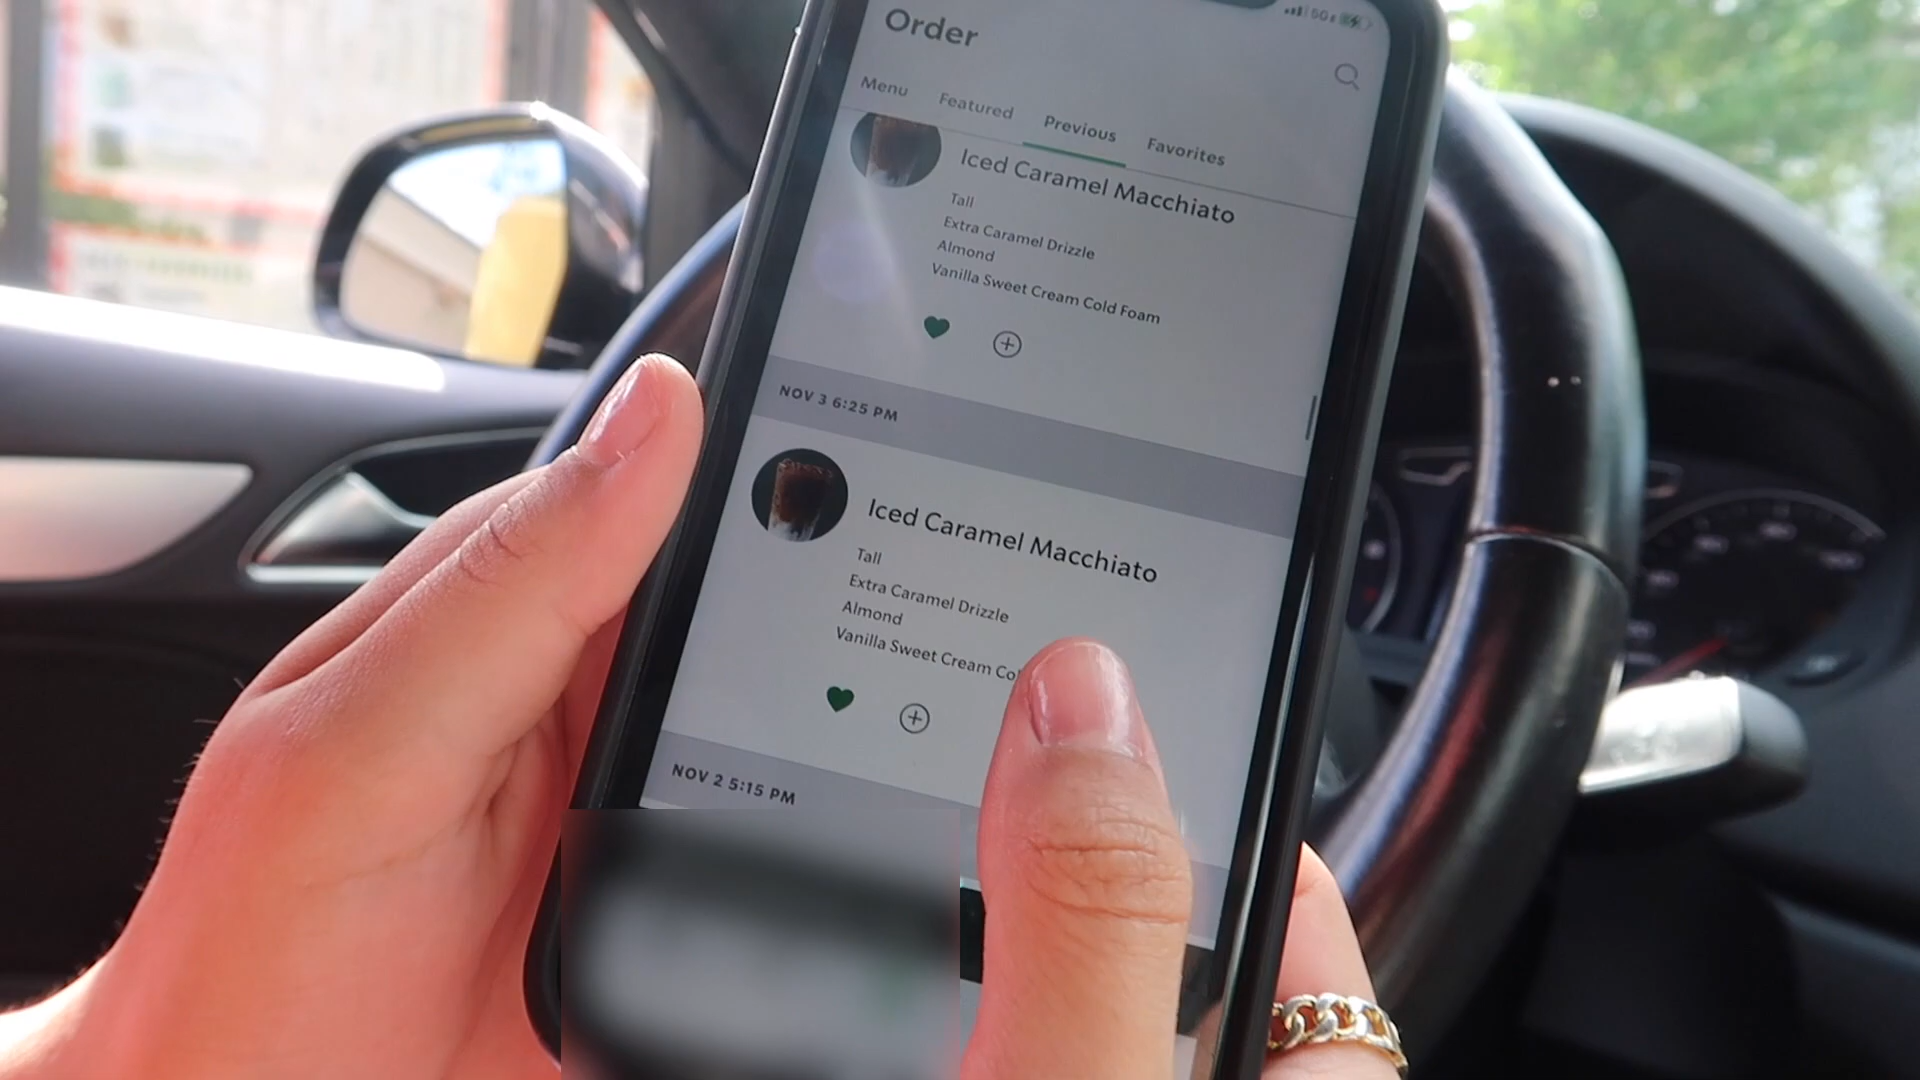 5G
Order
Menu Featured Previous Favorites
Iced Caramel Macchiato
Tall
Extra Caramel Drizzle
Almond
Vanilla Sweet Cream Cold Foam
NOV 3 6:25 PM
Iced Caramel Macchiato
Tall
Extra Caramel Drizzle
Almond
Vanilla Sweet Cream Co
NOV 2 5:15 PM